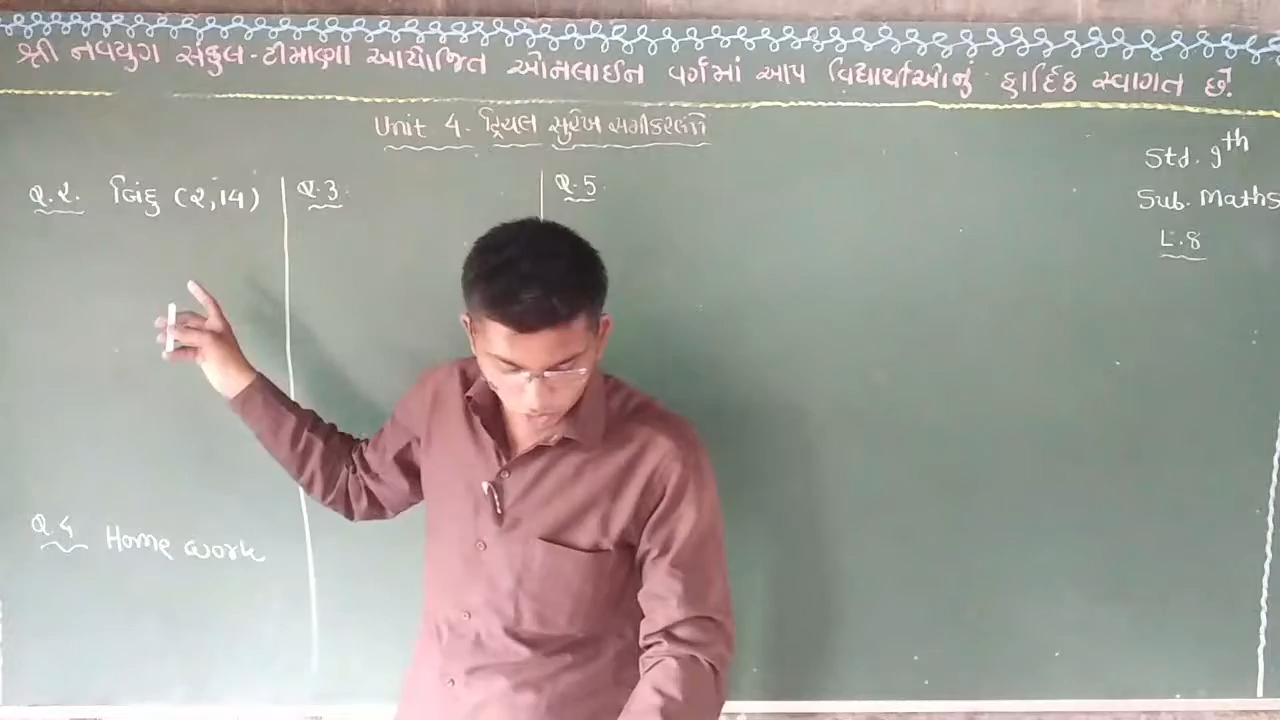 શ્રી નવયુગ સંકુલ-ટીમાણા આયોજિત ઓનલાઈન વર્ગમાં આપ વિદ્યાર્થીઓનું હાર્દિક સ્વાગત છે.
Unit 4. દ્વિચલ સુરેખ સમીકરણો
Std. 9th
Sub. Maths
L.8
Q.2. બિંદુ (2,14)
Q.3
Q.5
Q.4 Home work